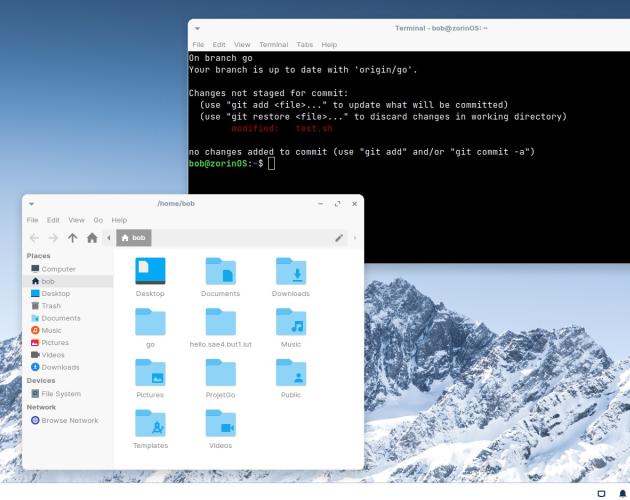 Terminal - bob@zorinOS: ~
File Edit View Terminal Tabs Help
On branch go
Your branch is up to date with 'origin/go'.
Changes not staged for commit:
(use "git add <file>..." to update what will be committed)
(use "git restore <file>..." to discard changes in working directory)
modified: test.sh
no changes added to commit (use "git add" and/or "git commit -a")
bob@zorinOS:~$
/home/bob
File Edit View Go Help
bob
Places
Computer
bob
Desktop
Trash
Documents
Music
Pictures
Videos
Downloads
Devices
File System
Network
Browse Network
Desktop Documents Downloads
go hello.sae4.but1.iut Music
Pictures ProjetGo Public
Templates Videos